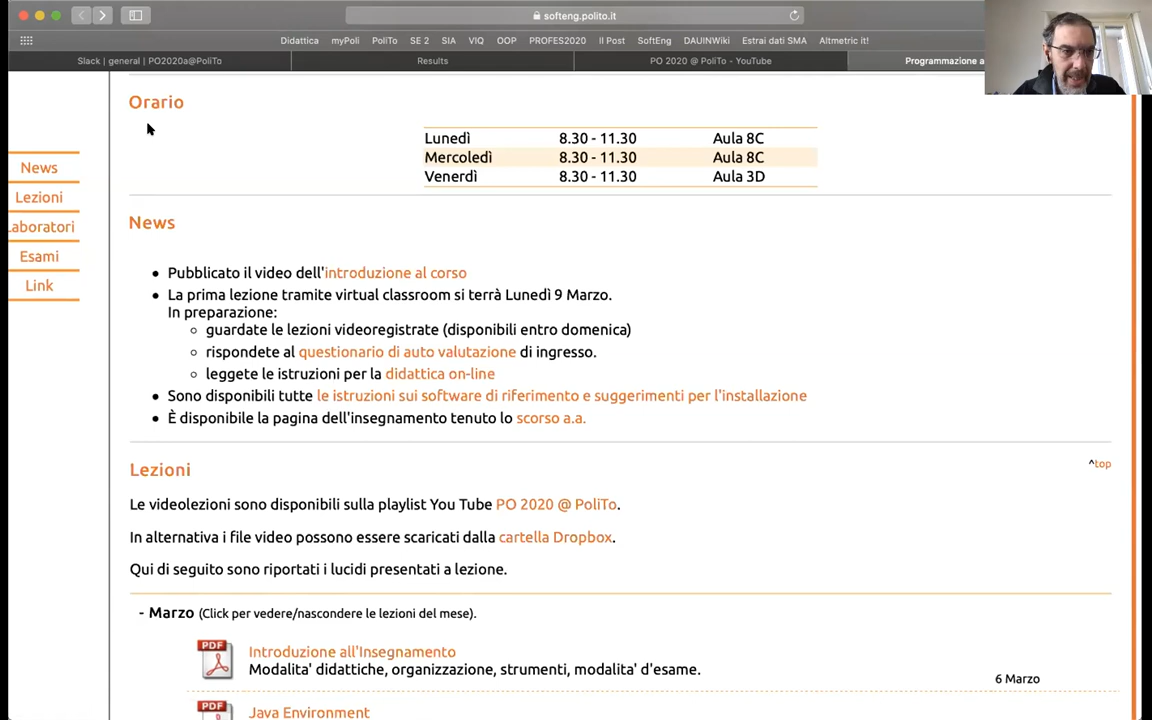 softeng.polito.it
Didattica myPoli PoliTo SE 2 SIA VIQ OOP PROFES2020 Il Post SoftEng DAUINWiki Estrai dati SMA Altmetric it!
Slack | general | PO2020a@PoliTo Results PO 2020 @ PoliTo - YouTube Programmazione a
Orario
Lunedì 8.30 - 11.30 Aula 8C
Mercoledì 8.30 - 11.30 Aula 8C
Venerdì 8.30 - 11.30 Aula 3D
News
Lezioni
Laboratori
Esami
Link
News
Pubblicato il video dell'introduzione al corso
La prima lezione tramite virtual classroom si terrà Lunedì 9 Marzo.
In preparazione:
guardate le lezioni videoregistrate (disponibili entro domenica)
rispondete al questionario di auto valutazione di ingresso.
leggete le istruzioni per la didattica on-line
Sono disponibili tutte le istruzioni sui software di riferimento e suggerimenti per l'installazione
È disponibile la pagina dell'insegnamento tenuto lo scorso a.a.
Lezioni
^top
Le videolezioni sono disponibili sulla playlist You Tube PO 2020 @ PoliTo.
In alternativa i file video possono essere scaricati dalla cartella Dropbox.
Qui di seguito sono riportati i lucidi presentati a lezione.
- Marzo (Click per vedere/nascondere le lezioni del mese).
PDF Introduzione all'Insegnamento
Modalita' didattiche, organizzazione, strumenti, modalita' d'esame.
6 Marzo
PDF Java Environment